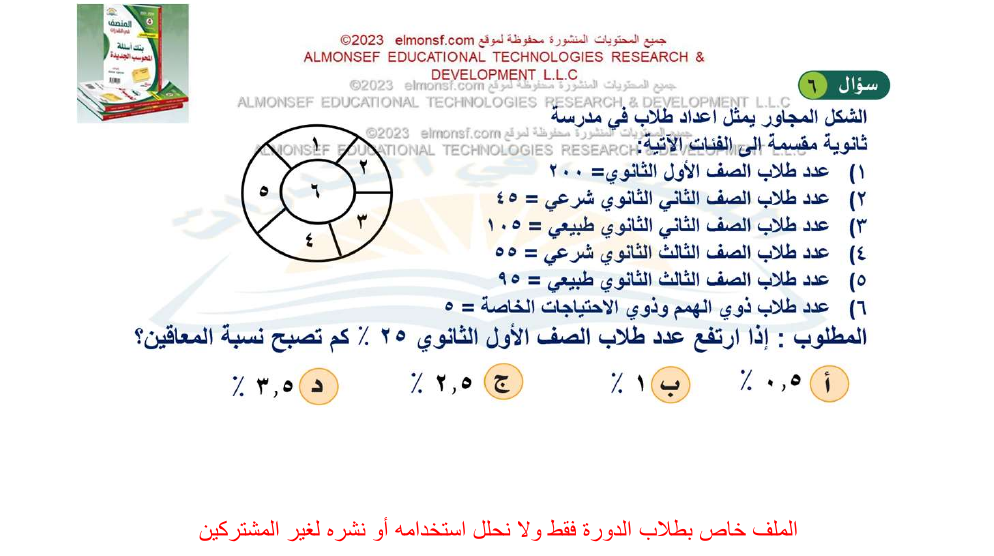 جميع المحتويات المنشورة محفوظة لموقع elmonsf.com ©2023
ALMONSEF EDUCATIONAL TECHNOLOGIES RESEARCH &
DEVELOPMENT L.L.C
جميع المحتويات المنشورة محفوظة لموقع elmonsf.com ©2023
ALMONSEF EDUCATIONAL TECHNOLOGIES RESEARCH & DEVELOPMENT L.L.C
جميع المحتويات المنشورة محفوظة لموقع elmonsf.com ©2023
ALMONSEF EDUCATIONAL TECHNOLOGIES RESEARCH & DEVELOPMENT L.L.C
المنصف
في القدرات
بنك أسئلة
المحوسب الجديدة
سؤال ٦
الشكل المجاور يمثل اعداد طلاب في مدرسة
ثانوية مقسمة الى الفئات الآتية:
١) عدد طلاب الصف الأول الثانوي= ٢٠٠
٢) عدد طلاب الصف الثاني الثانوي شرعي = ٤٥
٣) عدد طلاب الصف الثاني الثانوي طبيعي = ١٠٥
٤) عدد طلاب الصف الثالث الثانوي شرعي = ٥٥
٥) عدد طلاب الصف الثالث الثانوي طبيعي = ٩٥
٦) عدد طلاب ذوي الهمم وذوي الاحتياجات الخاصة = ٥
١
٢
٣
٤
٥
٦
المطلوب : إذا ارتفع عدد طلاب الصف الأول الثانوي ٢٥ ٪ كم تصبح نسبة المعاقين؟
أ ٠,٥ ٪
ب ١ ٪
ج ٢,٥ ٪
د ٣,٥ ٪
الملف خاص بطلاب الدورة فقط ولا نحلل استخدامه أو نشره لغير المشتركين